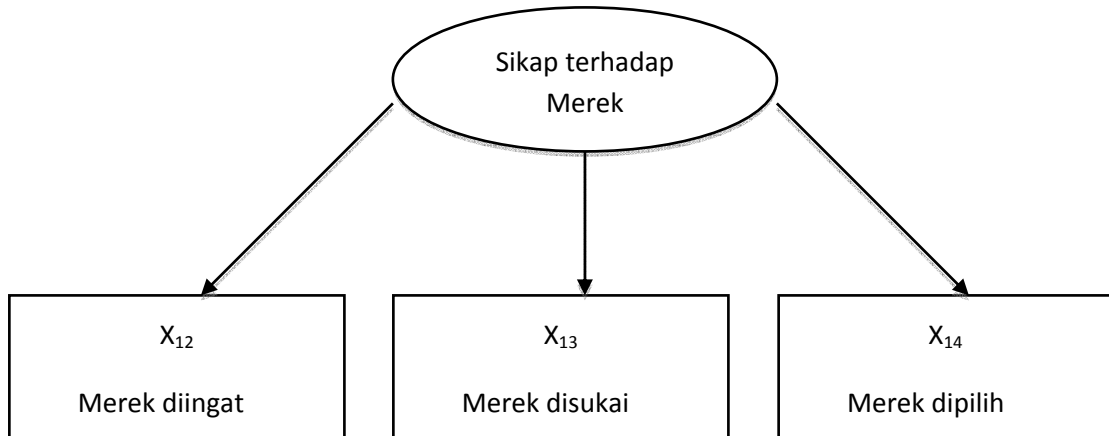 Sikap terhadap
Merek
X₁₂
X₁₃
X₁₄
Merek diingat
Merek disukai
Merek dipilih